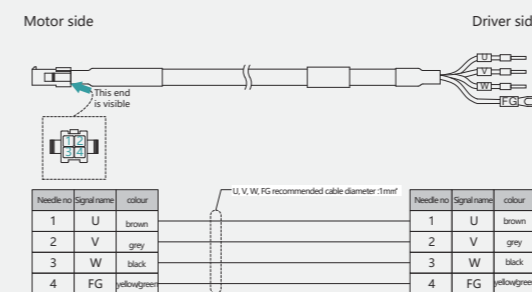 Motor side
Driver sid
U
V
W
FG
This end
is visible
1 2
3 4
U, V, W, FG recommended cable diameter :1mm²
Needle no Signal name colour
1 U brown
2 V grey
3 W black
4 FG yellow/green
Needle no Signal name colour
1 U brown
2 V grey
3 W black
4 FG yellow/green